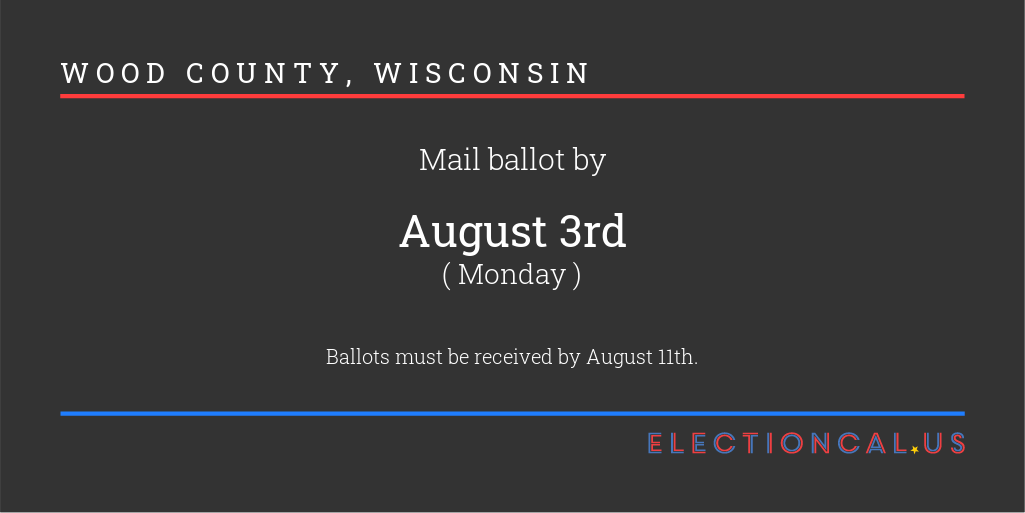 WOOD COUNTY, WISCONSIN
Mail ballot by
August 3rd
( Monday )
Ballots must be received by August 11th.
ELECTIONCAL.US